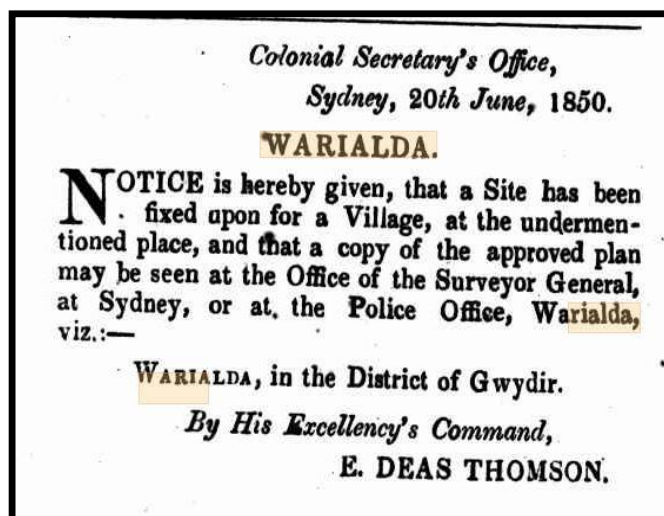 Colonial Secretary's Office,
Sydney, 20th June, 1850.
WARIALDA.
NOTICE is hereby given, that a Site has been
fixed upon for a Village, at the undermen-
tioned place, and that a copy of the approved plan
may be seen at the Office of the Surveyor General,
at Sydney, or at the Police Office, Warialda,
viz.:—
WARIALDA, in the District of Gwydir.
By His Excellency's Command,
E. DEAS THOMSON.